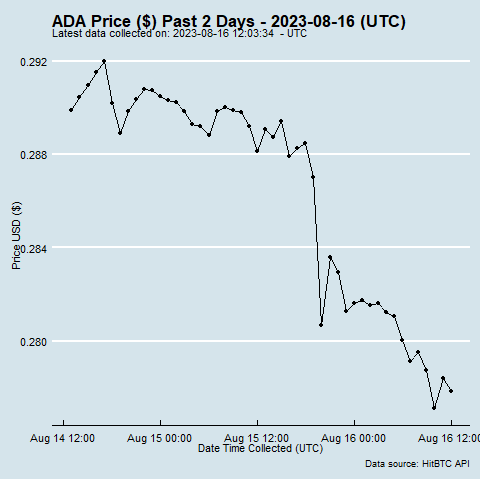 ADA Price ($) Past 2 Days - 2023-08-16 (UTC)
Latest data collected on: 2023-08-16 12:03:34  - UTC
0.292
0.288
0.284
0.280
Price USD ($)
Aug 14 12:00
Aug 15 00:00
Aug 15 12:00
Aug 16 00:00
Aug 16 12:00
Date Time Collected (UTC)
Data source: HitBTC API